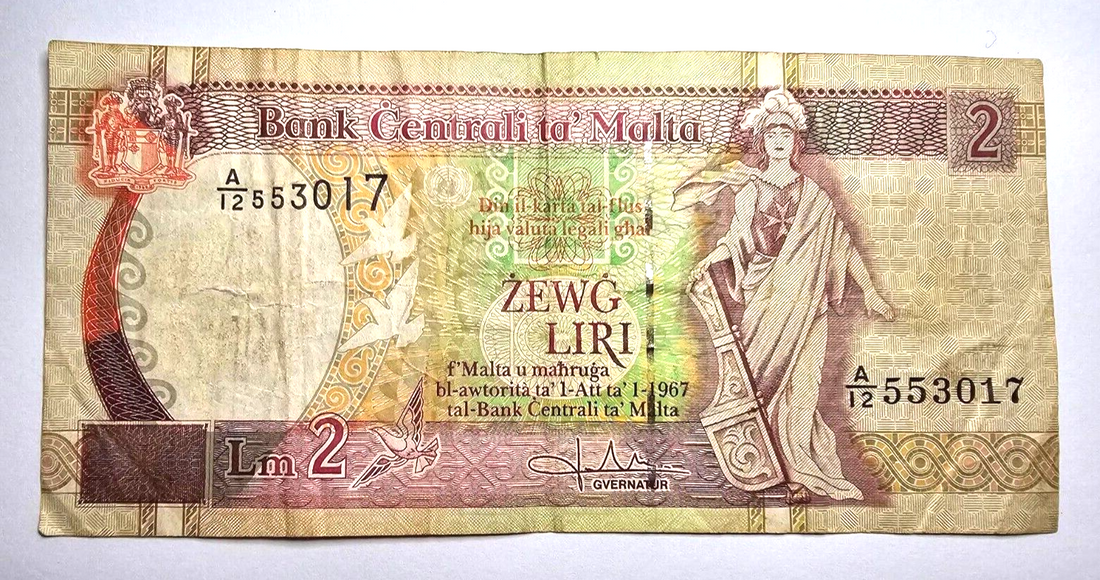 Bank Ċentrali ta' Malta
2
A/12 553017
Din il-karta tal-flus
hija valuta legali għal
ŻEWĠ
LIRI
f'Malta u maħruġa
bl-awtorità ta' l-Att ta' l-1967
tal-Bank Ċentrali ta' Malta
A/12 553017
Lm 2
GVERNATUR